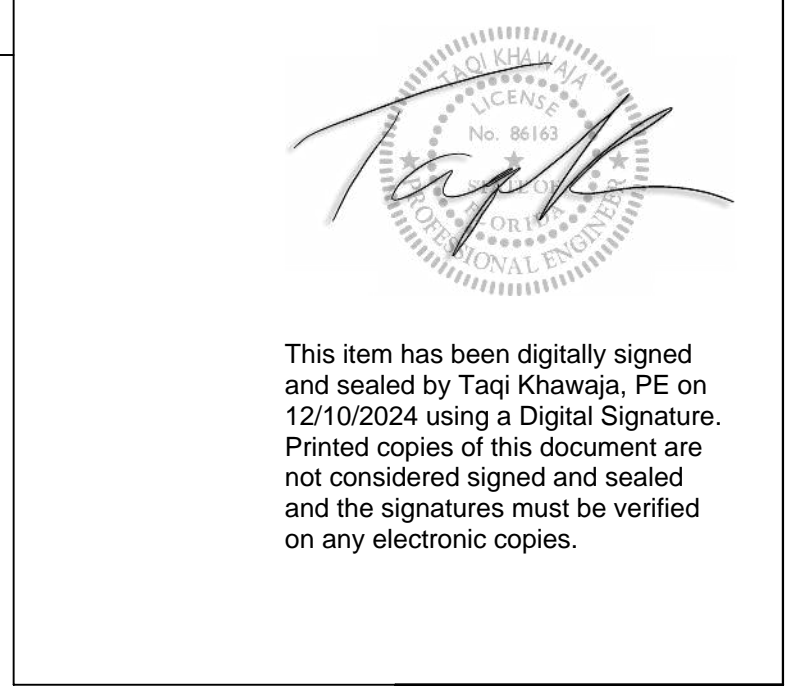 TAQI KHAWAJA
LICENSE
No. 86163
STATE OF
FLORIDA
PROFESSIONAL ENGINEER
This item has been digitally signed
and sealed by Taqi Khawaja, PE on
12/10/2024 using a Digital Signature.
Printed copies of this document are
not considered signed and sealed
and the signatures must be verified
on any electronic copies.